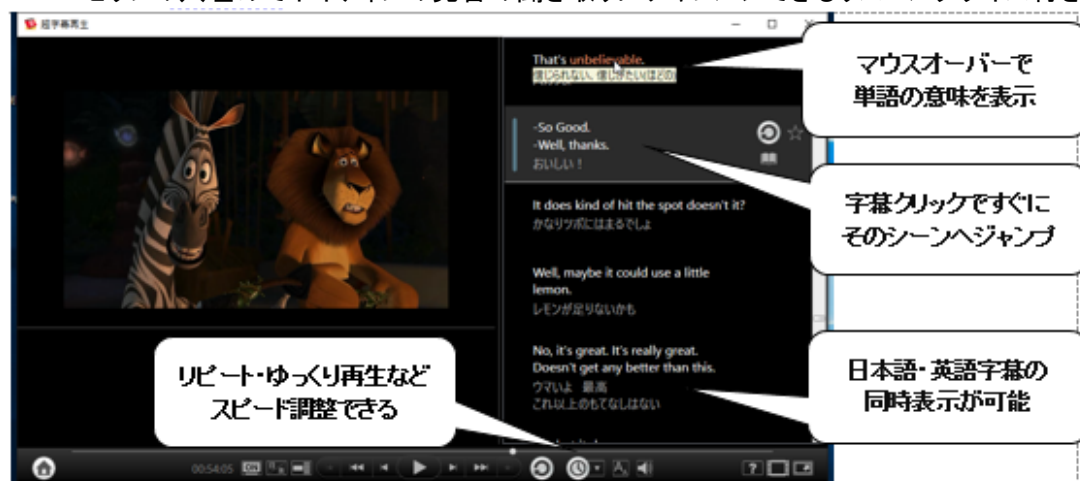 超字幕再生
That's unbelievable.
信じられない、信じがたい(ほどの)
マウスオーバーで
単語の意味を表示
-So Good.
-Well, thanks.
おいしい！
字幕クリックですぐに
そのシーンへジャンプ
It does kind of hit the spot doesn't it?
かなりツボにはまるでしょ
Well, maybe it could use a little
lemon.
レモンが足りないかも
No, it's great. It's really great.
Doesn't get any better than this.
ウマいよ 最高
これ以上のもてなしはない
日本語・英語字幕の
同時表示が可能
リピート・ゆっくり再生など
スピード調整できる
00:54:05